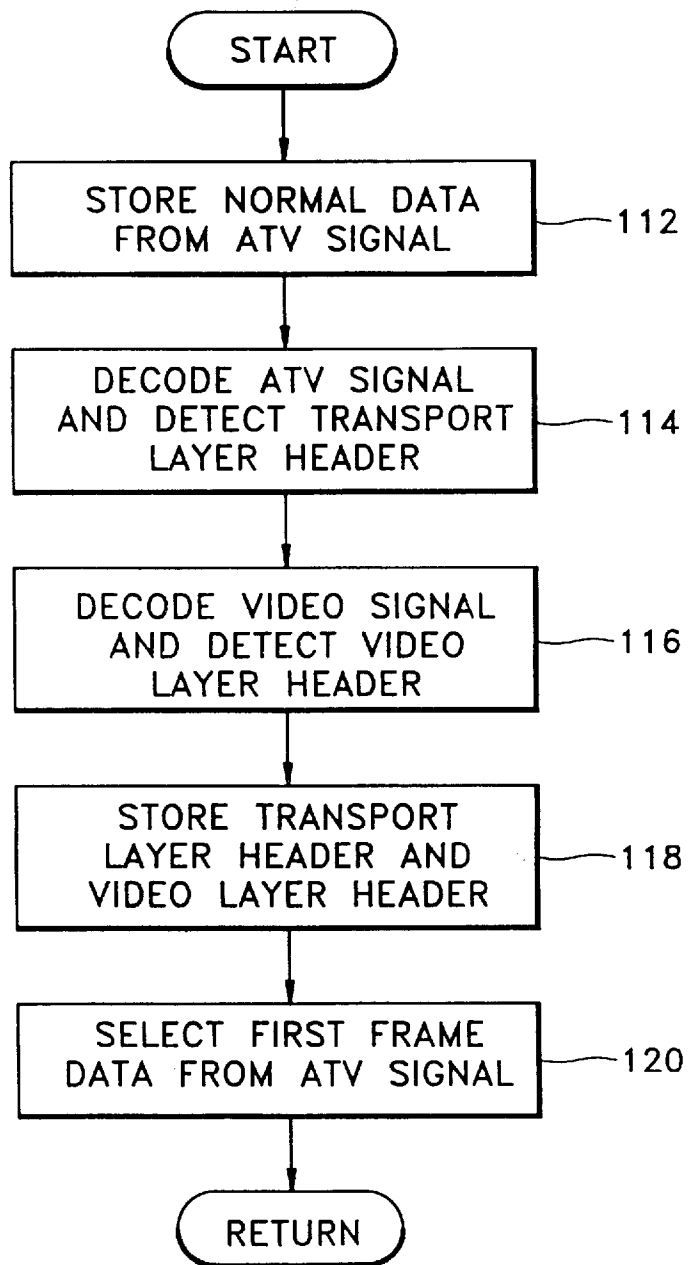 START
STORE NORMAL DATA
FROM ATV SIGNAL
112
DECODE ATV SIGNAL
AND DETECT TRANSPORT
LAYER HEADER
114
DECODE VIDEO SIGNAL
AND DETECT VIDEO
LAYER HEADER
116
STORE TRANSPORT
LAYER HEADER AND
VIDEO LAYER HEADER
118
SELECT FIRST FRAME
DATA FROM ATV SIGNAL
120
RETURN